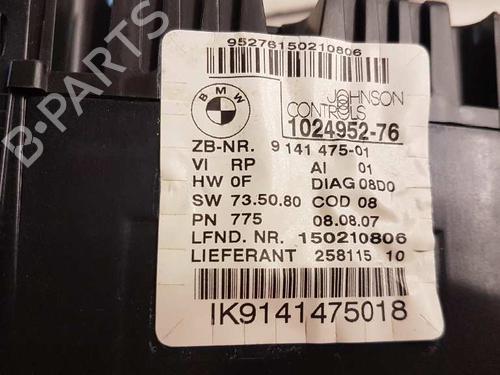 95276150210806
BMW
JOHNSON
CONTROLS
1024952-76
ZB-NR. 9 141 475-01
VI RP AI 01
HW 0F DIAG 08D0
SW 73.50.80 COD 08
PN 775 08.08.07
LFND. NR. 150210806
LIEFERANT 258115 10
IK9141475018
B-PARTS